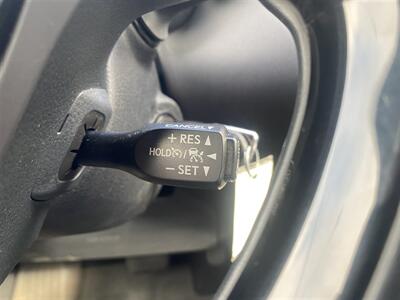 CANCEL
+ RES ▲
HOLD / ◄
− SET ▼